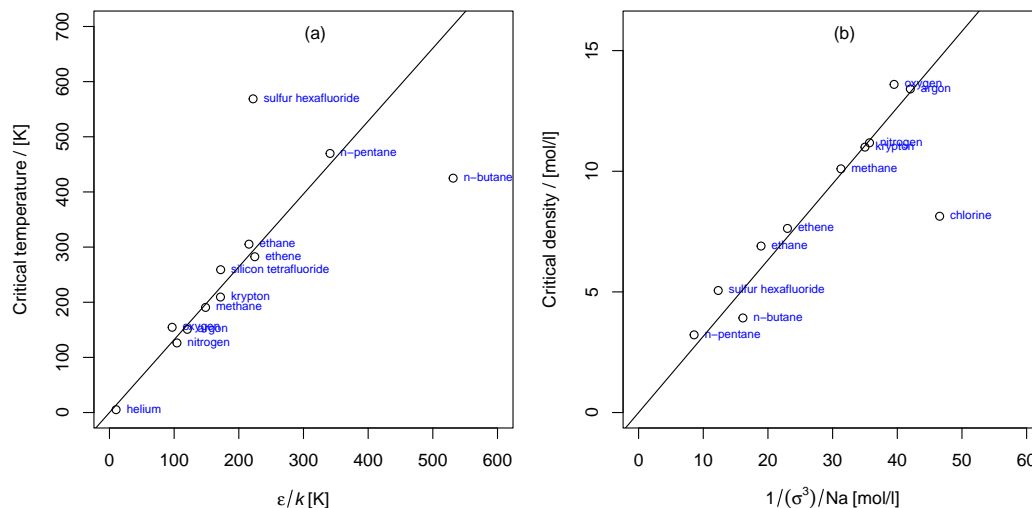 (a)
sulfur hexafluoride
n−pentane
n−butane
ethane
ethene
silicon tetrafluoride
krypton
methane
oxygen
argon
nitrogen
helium
0 100 200 300 400 500 600 700
Critical temperature / [K]
0 100 200 300 400 500 600
ε/k [K]
(b)
oxygen
argon
nitrogen
krypton
methane
chlorine
ethene
ethane
sulfur hexafluoride
n−butane
n−pentane
0 5 10 15
Critical density / [mol/l]
0 10 20 30 40 50 60
1/(σ³)/Na [mol/l]